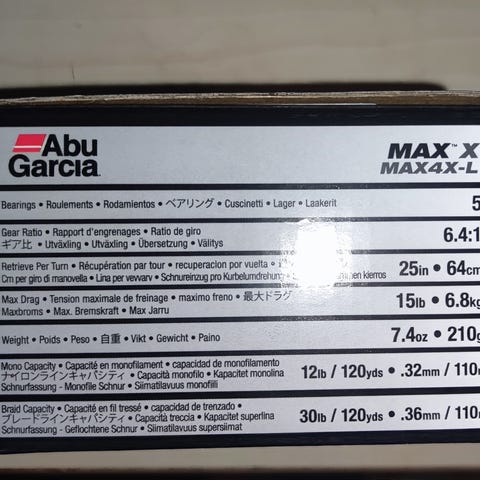 Abu
Garcia
MAX™ X
MAX4X-L
Bearings • Roulements • Rodamientos • ベアリング • Cuscinetti • Lager • Laakerit
5
Gear Ratio • Rapport d'engrenages • Ratio de giro
ギア比 • Utväxling • Utväxling • Übersetzung • Välitys
6.4:1
Retrieve Per Turn • Récupération par tour • recuperacion por vuelta •
Cm per giro di manovella • Lina per vevvarv • Schnureinzug pro Kurbelumdrehung kierros
25in • 64cm
Max Drag • Tension maximale de freinage • maximo freno • 最大ドラグ
Maxbroms • Max. Bremskraft • Max Jarru
15lb • 6.8kg
Weight • Poids • Peso • 自重 • Vikt • Gewicht • Paino
7.4oz • 210g
Mono Capacity • Capacité en monofilament • capacidad de monofilamento
ナイロンラインキャパシティ • Capacità monofilo • Kapacitet monolina
Schnurfassung - Monofile Schnur • Siimatilavuus monofiili
12lb / 120yds • .32mm / 110m
Braid Capacity • Capacité en fil tressé • capacidad de trenzado •
ブレードラインキャパシティ • Capacità treccia • Kapacitet superlina
Schnurfassung - Geflochtene Schnur • Siimatilavuus supersiimat
30lb / 120yds • .36mm / 110m